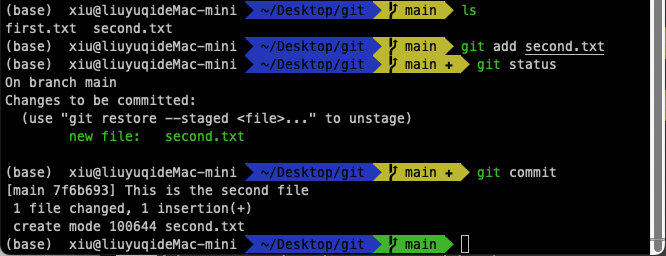 (base) xiu@liuyuqideMac-mini ~/Desktop/git main ls
first.txt second.txt
(base) xiu@liuyuqideMac-mini ~/Desktop/git main git add second.txt
(base) xiu@liuyuqideMac-mini ~/Desktop/git main + git status
On branch main
Changes to be committed:
  (use "git restore --staged <file>..." to unstage)
        new file:   second.txt

(base) xiu@liuyuqideMac-mini ~/Desktop/git main + git commit
[main 7f6b693] This is the second file
 1 file changed, 1 insertion(+)
 create mode 100644 second.txt
(base) xiu@liuyuqideMac-mini ~/Desktop/git main